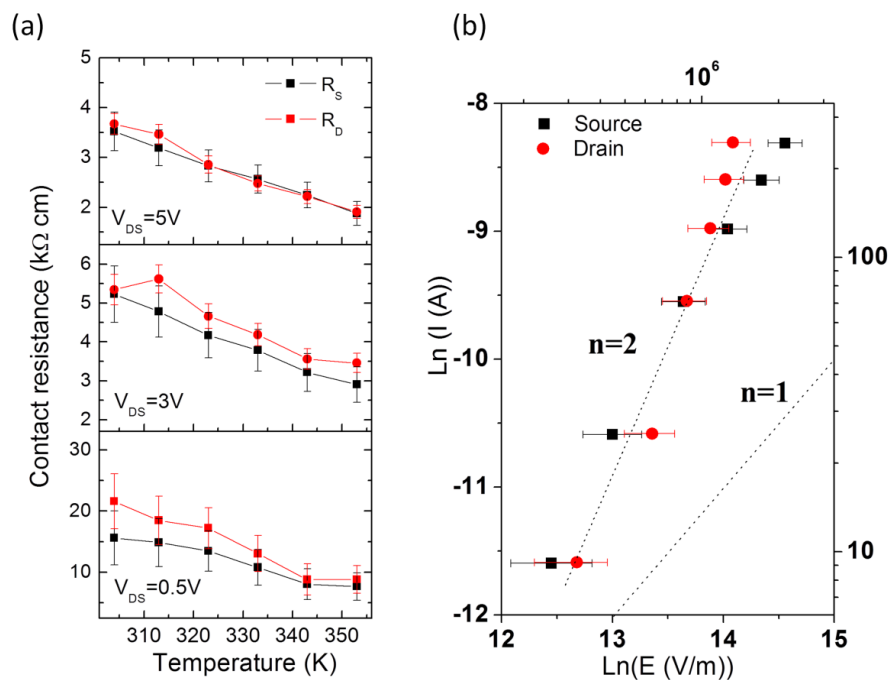 (a)
5
4
3
2
1
R_S
R_D
V_DS=5V
6
5
4
3
2
V_DS=3V
30
20
10
V_DS=0.5V
310 320 330 340 350
Temperature (K)
Contact resistance (kΩ cm)
(b)
10^6
-8
-9
-10
-11
-12
Source
Drain
n=2
n=1
100
10
12 13 14 15
Ln(E (V/m))
Ln (I (A))